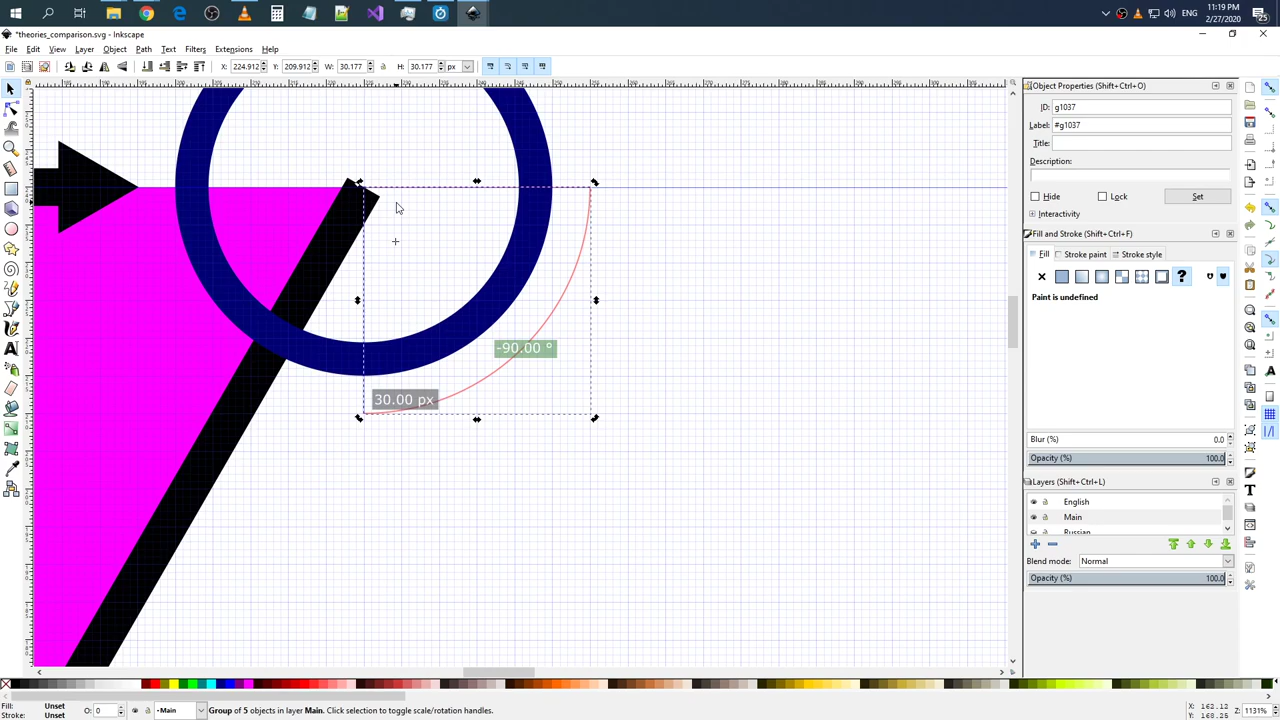 11:19 PM
ENG
2/27/2020
25
*theories_comparison.svg - Inkscape
File Edit View Layer Object Path Text Filters Extensions Help
X: 224.912 Y: 209.912 W: 30.177 H: 30.177 px
Object Properties (Shift+Ctrl+O)
ID: g1037
Label: #g1037
Title:
Description:
Hide Lock Set
Interactivity
Fill and Stroke (Shift+Ctrl+F)
Fill Stroke paint Stroke style
?
Paint is undefined
-90.00 °
30.00 px
Blur (%) 0.0
Opacity (%) 100.0
Layers (Shift+Ctrl+L)
English
Main
Russian
Blend mode: Normal
Opacity (%) 100.0
Fill: Unset
Stroke: Unset
O: 0
Main
Group of 5 objects in layer Main. Click selection to toggle scale/rotation handles.
X: 162.12
Y: 168.25
Z: 1131%